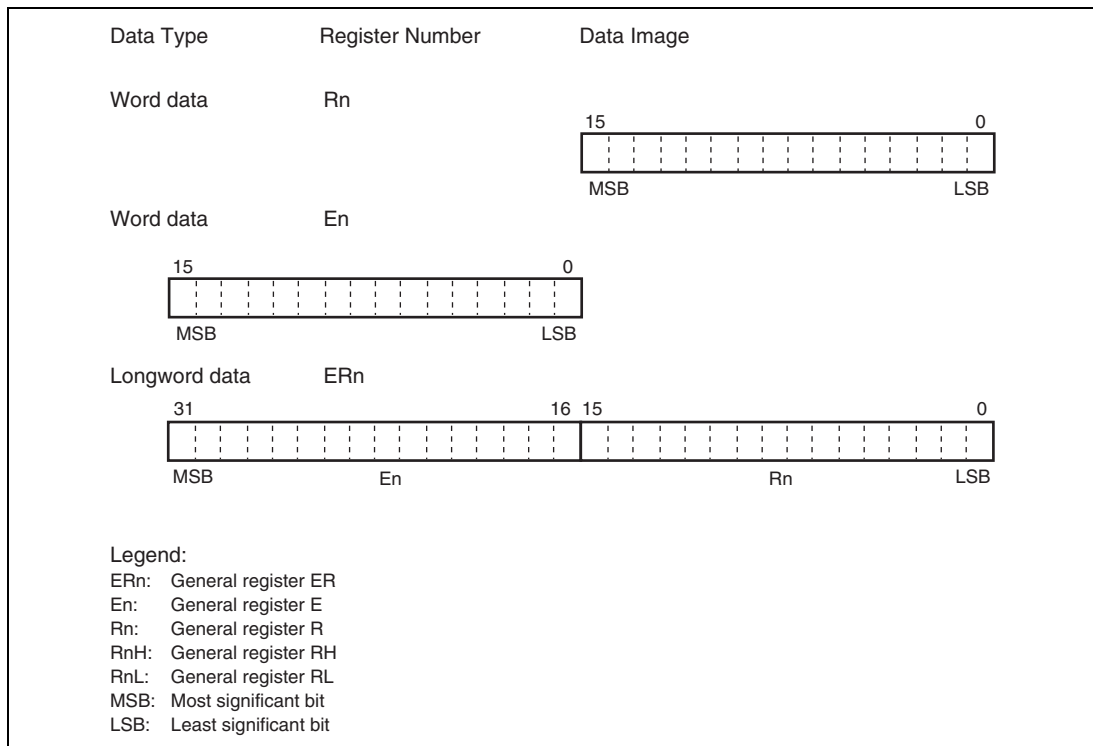 Data Type Register Number Data Image
Word data Rn
15 0
MSB LSB
Word data En
15 0
MSB LSB
Longword data ERn
31 16 15 0
MSB En Rn LSB
Legend:
ERn: General register ER
En: General register E
Rn: General register R
RnH: General register RH
RnL: General register RL
MSB: Most significant bit
LSB: Least significant bit